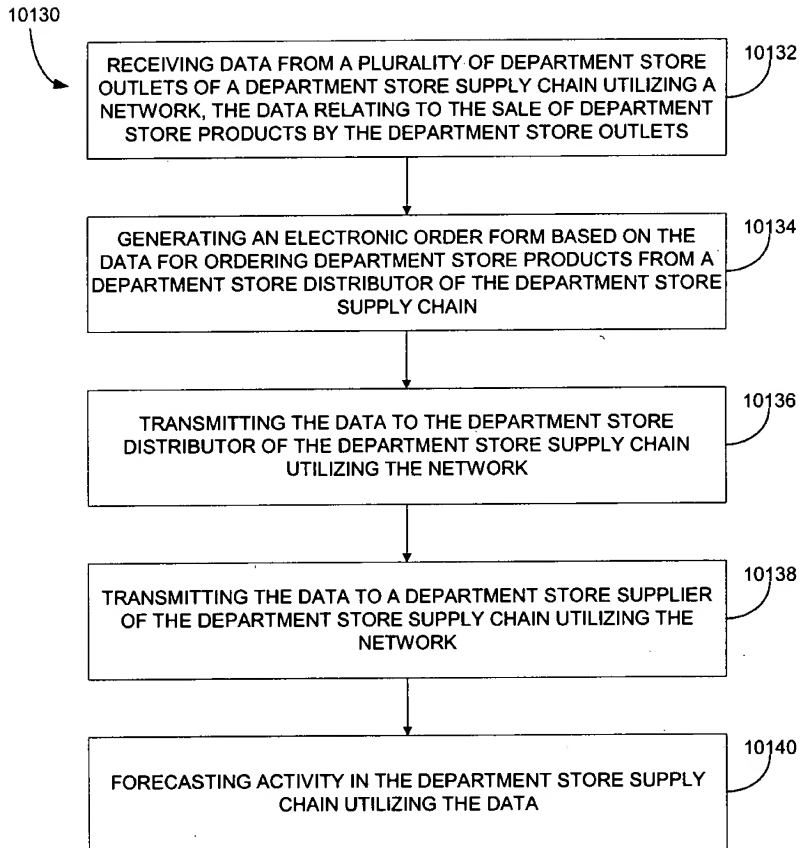 10130
RECEIVING DATA FROM A PLURALITY OF DEPARTMENT STORE
OUTLETS OF A DEPARTMENT STORE SUPPLY CHAIN UTILIZING A
NETWORK, THE DATA RELATING TO THE SALE OF DEPARTMENT
STORE PRODUCTS BY THE DEPARTMENT STORE OUTLETS
10132
GENERATING AN ELECTRONIC ORDER FORM BASED ON THE
DATA FOR ORDERING DEPARTMENT STORE PRODUCTS FROM A
DEPARTMENT STORE DISTRIBUTOR OF THE DEPARTMENT STORE
SUPPLY CHAIN
10134
TRANSMITTING THE DATA TO THE DEPARTMENT STORE
DISTRIBUTOR OF THE DEPARTMENT STORE SUPPLY CHAIN
UTILIZING THE NETWORK
10136
TRANSMITTING THE DATA TO A DEPARTMENT STORE SUPPLIER
OF THE DEPARTMENT STORE SUPPLY CHAIN UTILIZING THE
NETWORK
10138
FORECASTING ACTIVITY IN THE DEPARTMENT STORE SUPPLY
CHAIN UTILIZING THE DATA
10140